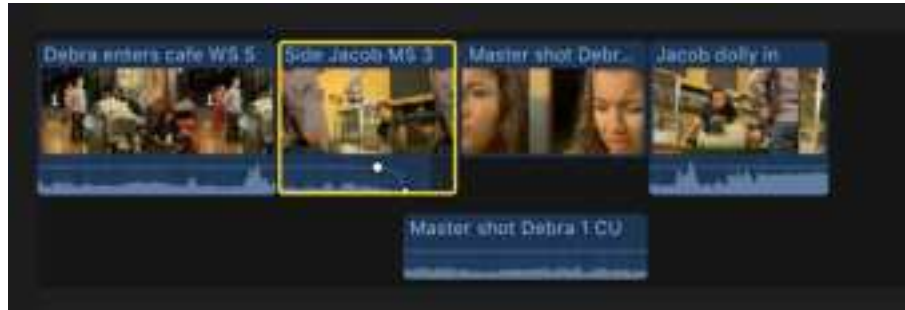 Debra enters cafe WS 5
Side Jacob MS 3
Master shot Debr...
Jacob dolly in
Master shot Debra 1 CU